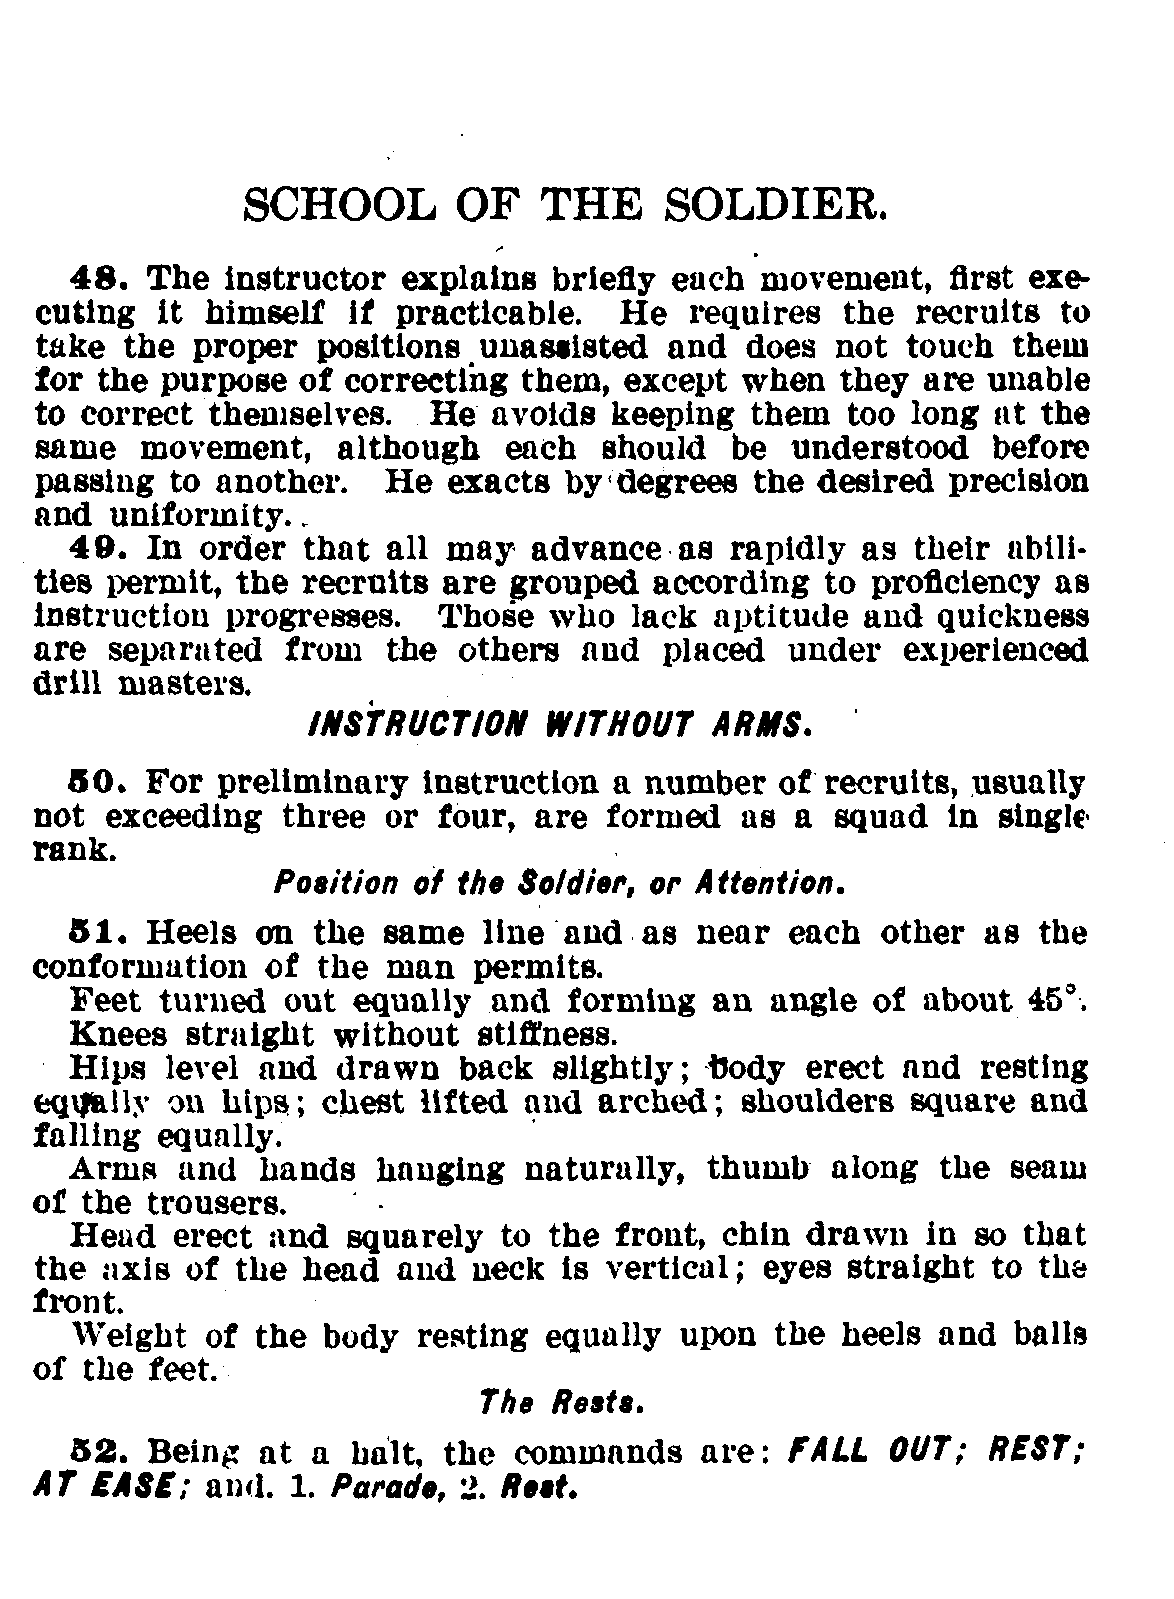 SCHOOL OF THE SOLDIER.
48. The instructor explains briefly each movement, first exe-
cuting it himself if practicable. He requires the recruits to
take the proper positions unassisted and does not touch them
for the purpose of correcting them, except when they are unable
to correct themselves. He avoids keeping them too long at the
same movement, although each should be understood before
passing to another. He exacts by degrees the desired precision
and uniformity.
49. In order that all may advance as rapidly as their abili-
ties permit, the recruits are grouped according to proficiency as
instruction progresses. Those who lack aptitude and quickness
are separated from the others and placed under experienced
drill masters.
INSTRUCTION WITHOUT ARMS.
50. For preliminary instruction a number of recruits, usually
not exceeding three or four, are formed as a squad in single
rank.
Position of the Soldier, or Attention.
51. Heels on the same line and as near each other as the
conformation of the man permits.
Feet turned out equally and forming an angle of about 45°.
Knees straight without stiffness.
Hips level and drawn back slightly; body erect and resting
equally on hips; chest lifted and arched; shoulders square and
falling equally.
Arms and hands hanging naturally, thumb along the seam
of the trousers.
Head erect and squarely to the front, chin drawn in so that
the axis of the head and neck is vertical; eyes straight to the
front.
Weight of the body resting equally upon the heels and balls
of the feet.
The Rests.
52. Being at a halt, the commands are: FALL OUT; REST;
AT EASE; and. 1. Parade, 2. Rest.